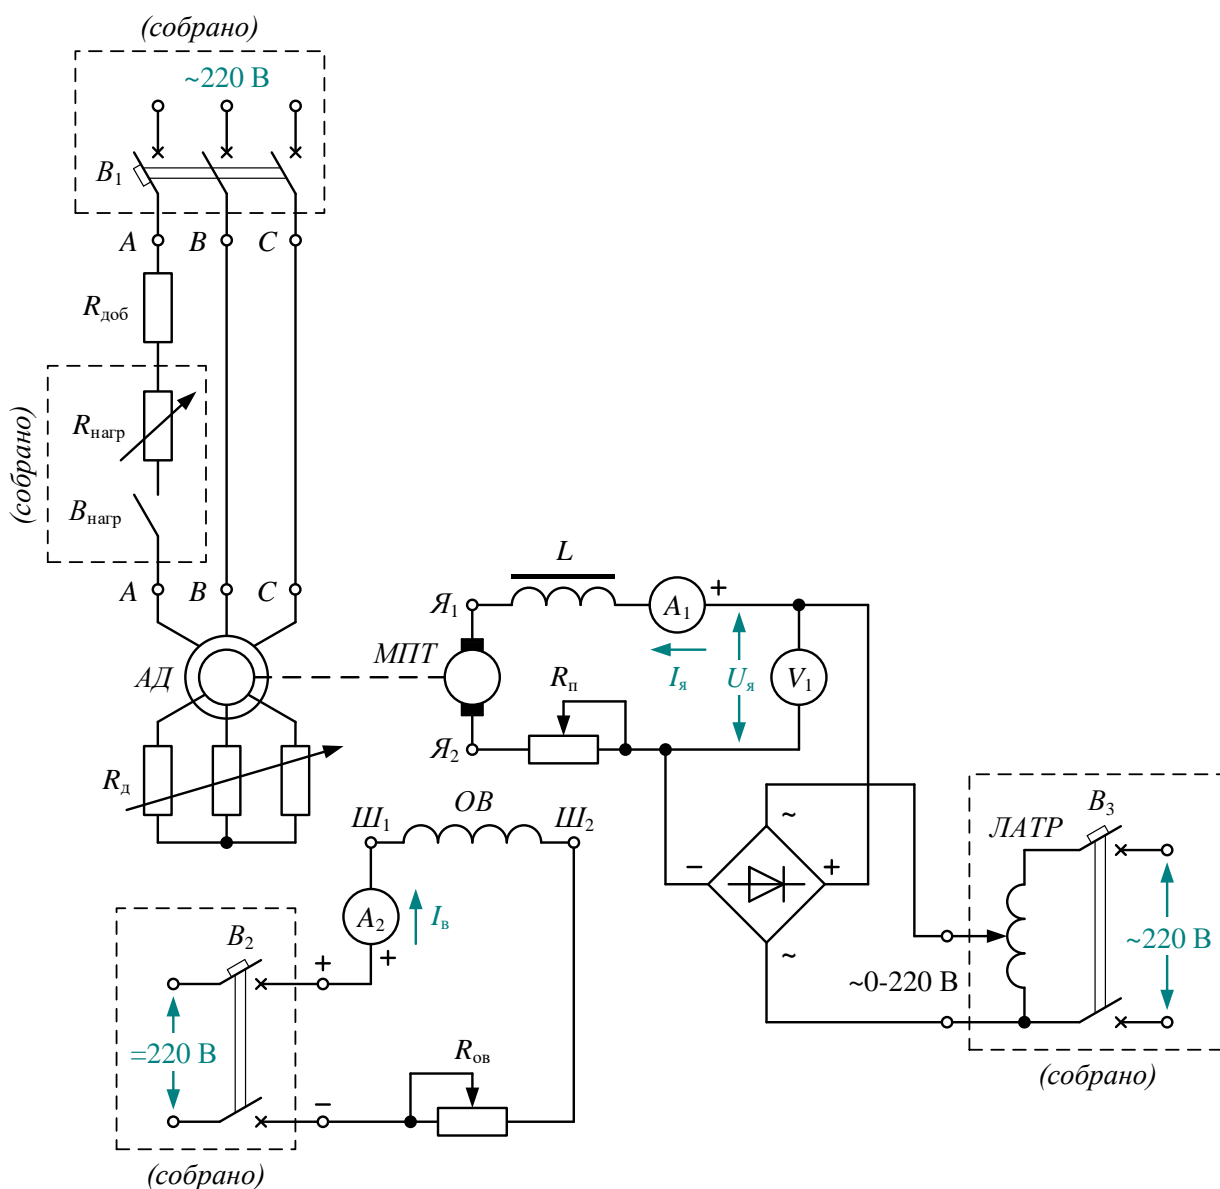 (собрано)
~220 В
В1
А В С
Rдоб
Rнагр
(собрано)
Внагр
А В С
АД
Rд
L
Я1
А1
+
МПТ
Rп
Iя
Uя
V1
Я2
Ш1
ОВ
Ш2
~
−
+
~
А2
Iв
+
В2
+
=220 В
−
Rов
(собрано)
В3
ЛАТР
~220 В
~0-220 В
(собрано)